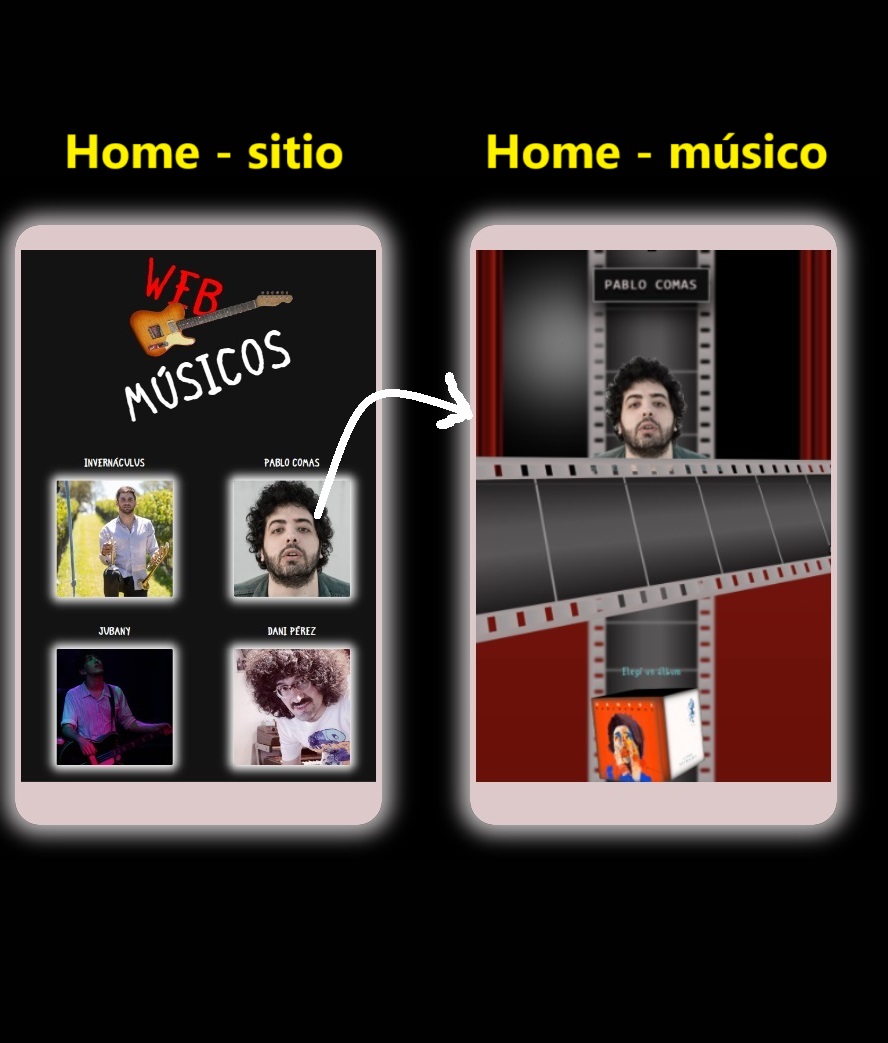 Home - sitio
Home - músico
WEB
MÚSICOS
INVERNÁCULUS
PABLO COMAS
JUBANY
DANI PÉREZ
PABLO COMAS
Elegí un álbum